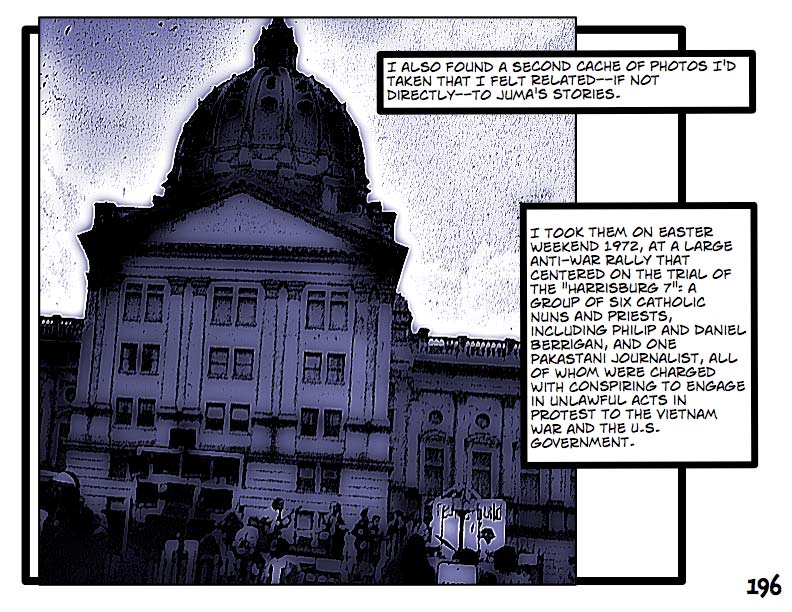 I ALSO FOUND A SECOND CACHE OF PHOTOS I'D
TAKEN THAT I FELT RELATED--IF NOT
DIRECTLY--TO JUMA'S STORIES.
I TOOK THEM ON EASTER
WEEKEND 1972, AT A LARGE
ANTI-WAR RALLY THAT
CENTERED ON THE TRIAL OF
THE "HARRISBURG 7": A
GROUP OF SIX CATHOLIC
NUNS AND PRIESTS,
INCLUDING PHILIP AND DANIEL
BERRIGAN, AND ONE
PAKASTANI JOURNALIST, ALL
OF WHOM WERE CHARGED
WITH CONSPIRING TO ENGAGE
IN UNLAWFUL ACTS IN
PROTEST TO THE VIETNAM
WAR AND THE U.S.
GOVERNMENT.
196